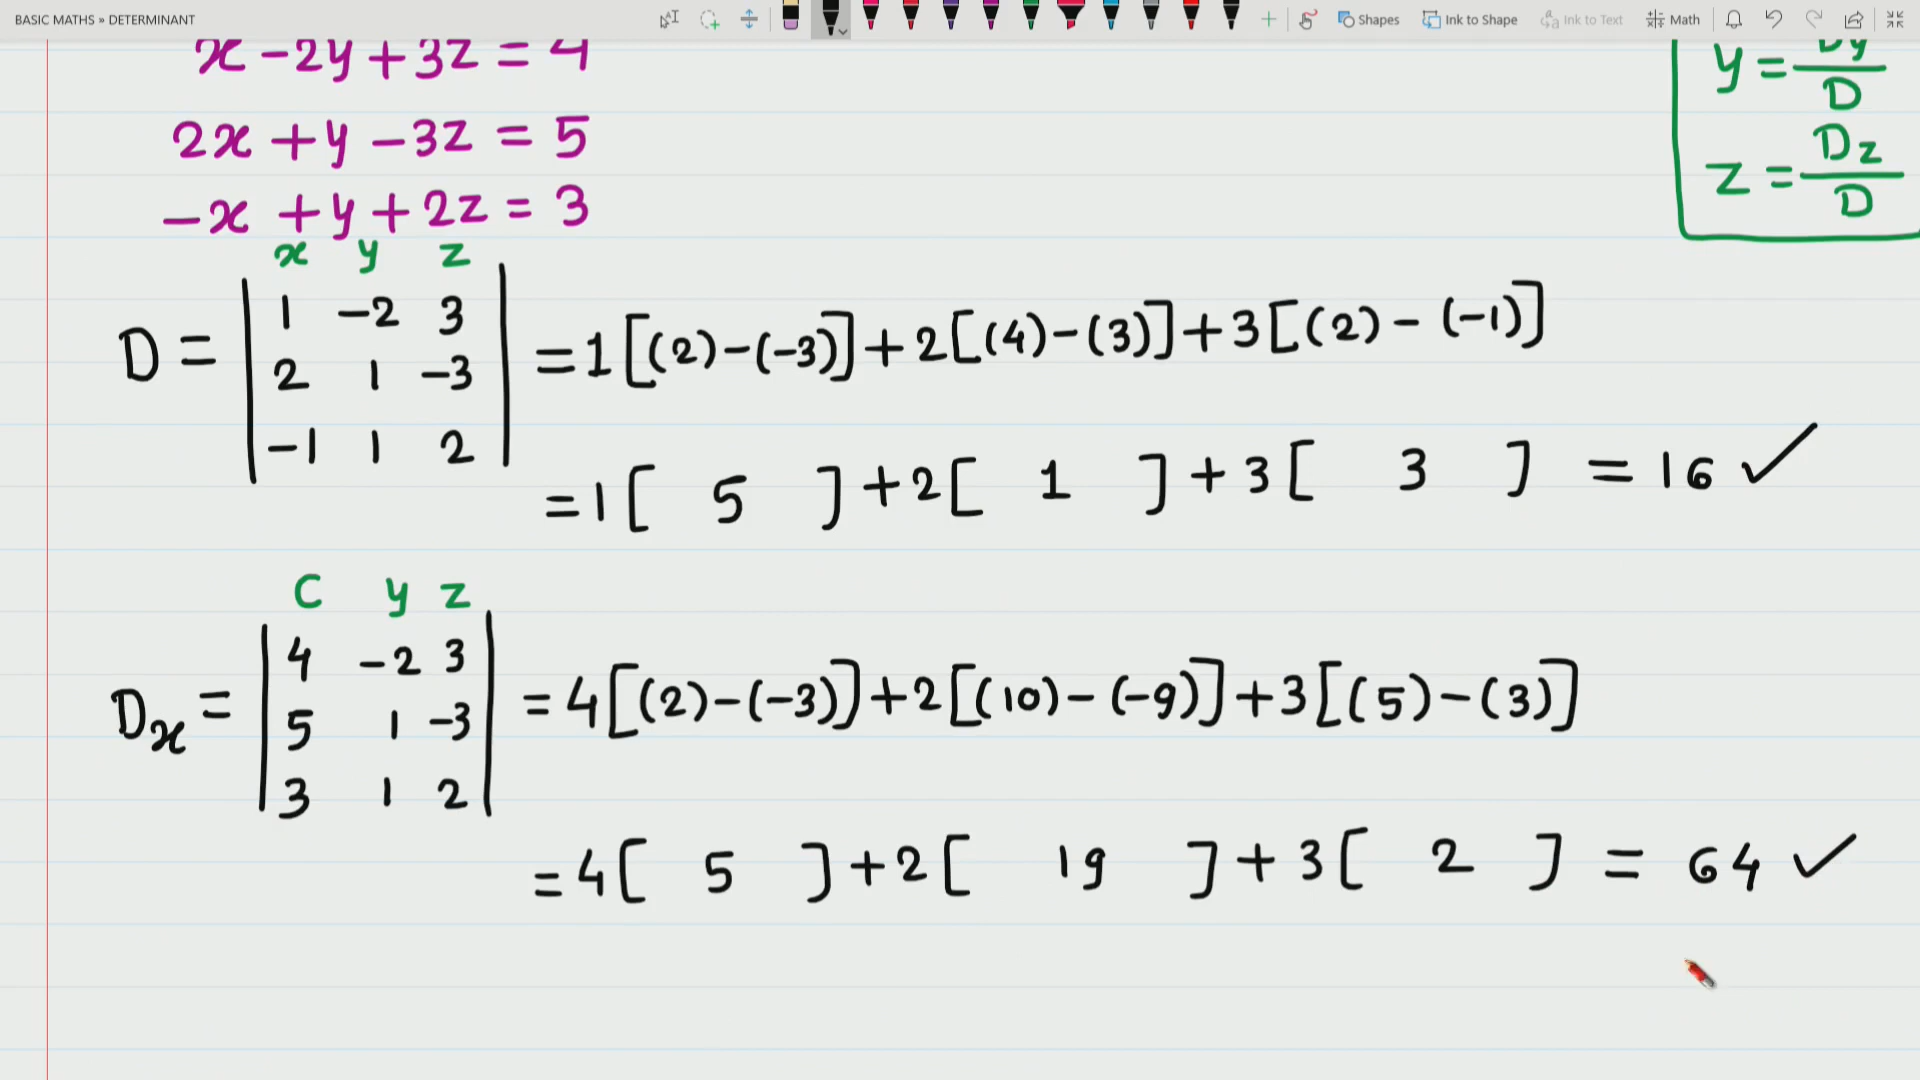 BASIC MATHS » DETERMINANT
Shapes
Ink to Shape
Ink to Text
Math
x - 2y + 3z = 4
2x + y - 3z = 5
-x + y + 2z = 3
y = Dy / D
z = Dz / D
x y z
D = | 1 -2 3 | = 1[(2)-(-3)] + 2[(4)-(3)] + 3[(2)-(-1)]
| 2 1 -3 |
| -1 1 2 |
= 1[ 5 ] + 2[ 1 ] + 3[ 3 ] = 16 ✓
C y z
Dx = | 4 -2 3 | = 4[(2)-(-3)] + 2[(10)-(-9)] + 3[(5)-(3)]
| 5 1 -3 |
| 3 1 2 |
= 4[ 5 ] + 2[ 19 ] + 3[ 2 ] = 64 ✓